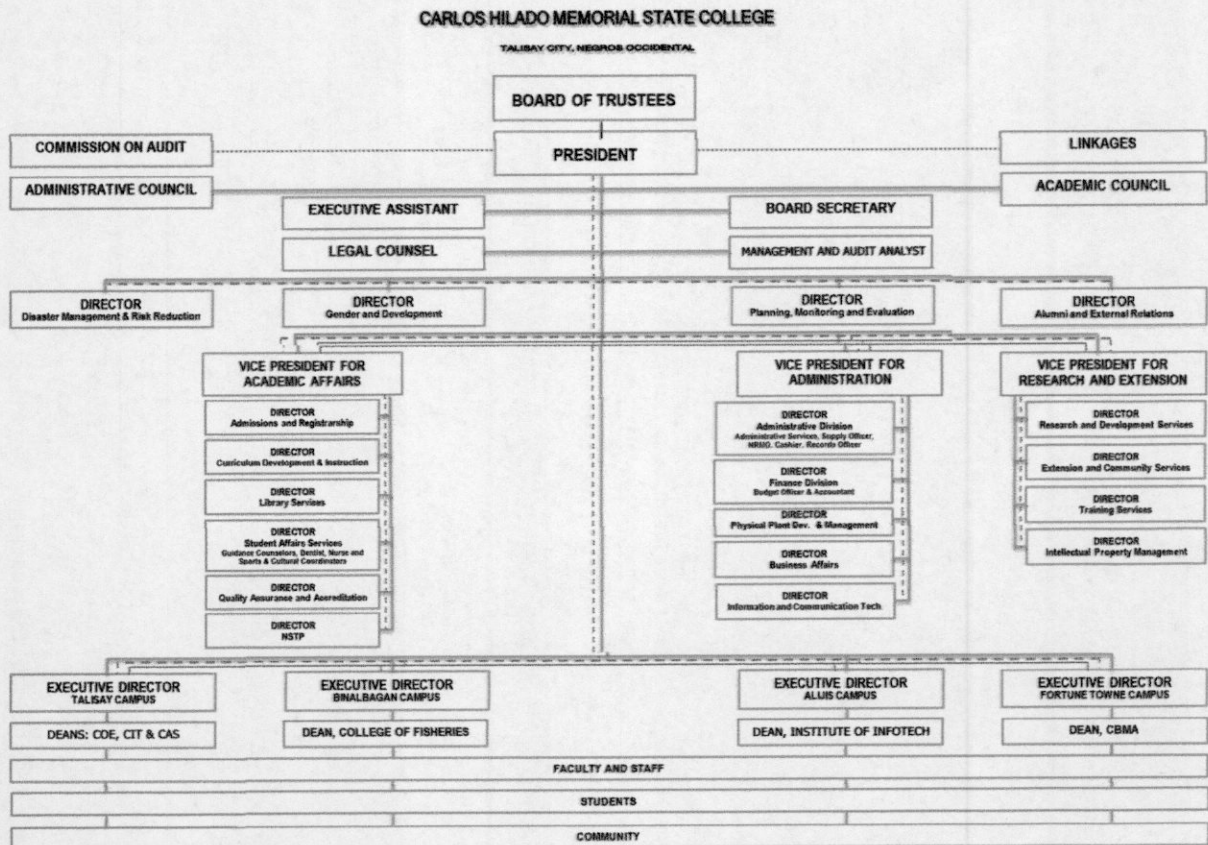 CARLOS HILADO MEMORIAL STATE COLLEGE
TALISAY CITY, NEGROS OCCIDENTAL
BOARD OF TRUSTEES
COMMISSION ON AUDIT
PRESIDENT
LINKAGES
ADMINISTRATIVE COUNCIL
ACADEMIC COUNCIL
EXECUTIVE ASSISTANT
BOARD SECRETARY
LEGAL COUNSEL
MANAGEMENT AND AUDIT ANALYST
DIRECTOR
Disaster Management & Risk Reduction
DIRECTOR
Gender and Development
DIRECTOR
Planning, Monitoring and Evaluation
DIRECTOR
Alumni and External Relations
VICE PRESIDENT FOR
ACADEMIC AFFAIRS
DIRECTOR
Admissions and Registrarship
DIRECTOR
Curriculum Development & Instruction
DIRECTOR
Library Services
DIRECTOR
Student Affairs Services
Guidance Counselors, Dentist, Nurse and
Sports & Cultural Coordinators
DIRECTOR
Quality Assurance and Accreditation
DIRECTOR
NSTP
VICE PRESIDENT FOR
ADMINISTRATION
DIRECTOR
Administrative Division
Administrative Services, Supply Officer,
Cashier, Records Officer
DIRECTOR
Finance Division
Budget Officer & Accountant
DIRECTOR
Physical Plant Dev. & Management
DIRECTOR
Business Affairs
DIRECTOR
Information and Communication Tech
VICE PRESIDENT FOR
RESEARCH AND EXTENSION
DIRECTOR
Research and Development Services
DIRECTOR
Extension and Community Services
DIRECTOR
Training Services
DIRECTOR
Intellectual Property Management
EXECUTIVE DIRECTOR
TALISAY CAMPUS
EXECUTIVE DIRECTOR
BINALBAGAN CAMPUS
EXECUTIVE DIRECTOR
ALIJIS CAMPUS
EXECUTIVE DIRECTOR
FORTUNE TOWNE CAMPUS
DEANS: COE, CIT & CAS
DEAN, COLLEGE OF FISHERIES
DEAN, INSTITUTE OF INFOTECH
DEAN, CBMA
FACULTY AND STAFF
STUDENTS
COMMUNITY